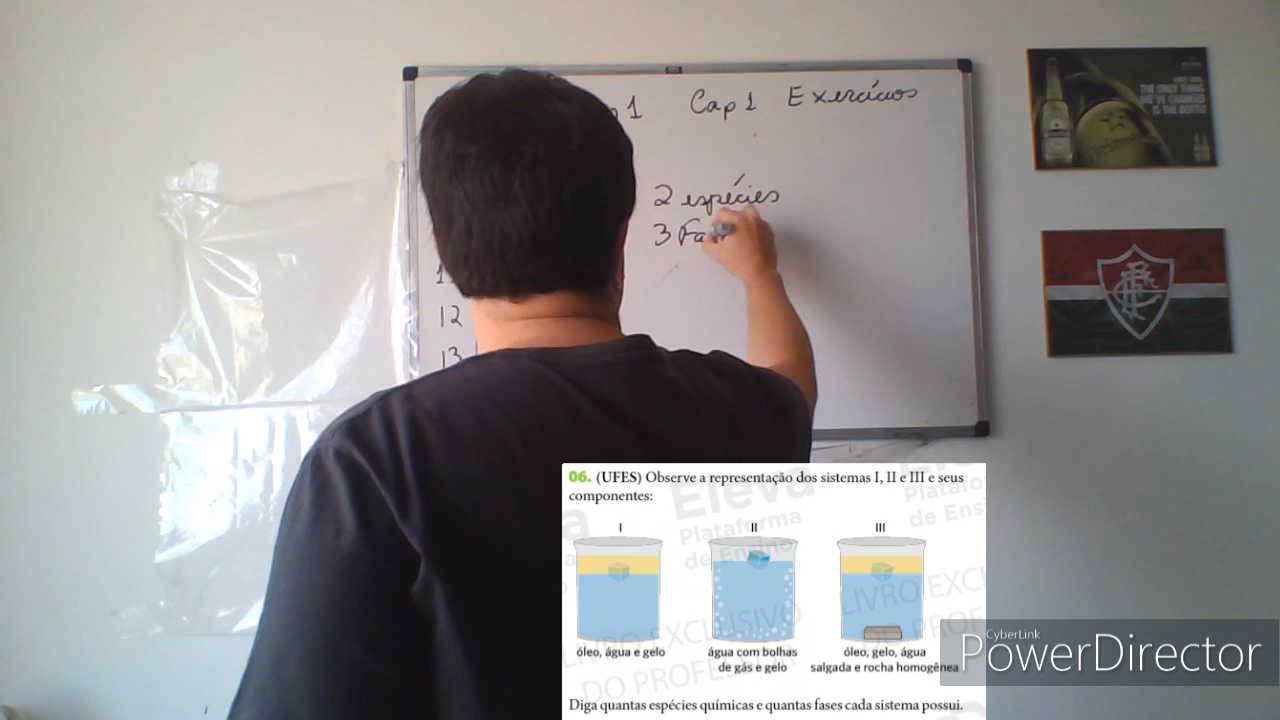 1 Cap 1 Exercícios
2 espécies
3 Fa
12
13
THE ONLY THING
WE'VE CHANGED
IS THE BOTTLE
06. (UFES) Observe a representação dos sistemas I, II e III e seus
componentes:
I II III
óleo, água e gelo
água com bolhas
de gás e gelo
óleo, gelo, água
salgada e rocha homogênea
Diga quantas espécies químicas e quantas fases cada sistema possui.
Eleva
Plataforma
de Ensino
LIVRO EXCLUSIVO
DO PROFESSOR
CyberLink
PowerDirector